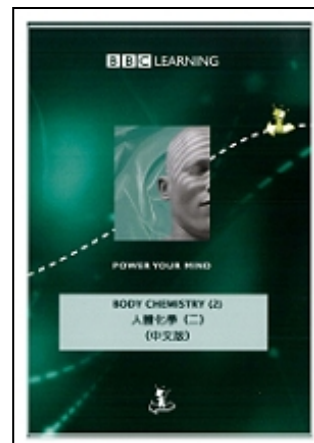 BBC LEARNING
POWER YOUR MIND
BODY CHEMISTRY (2)
人體化學 (二)
(中文版)